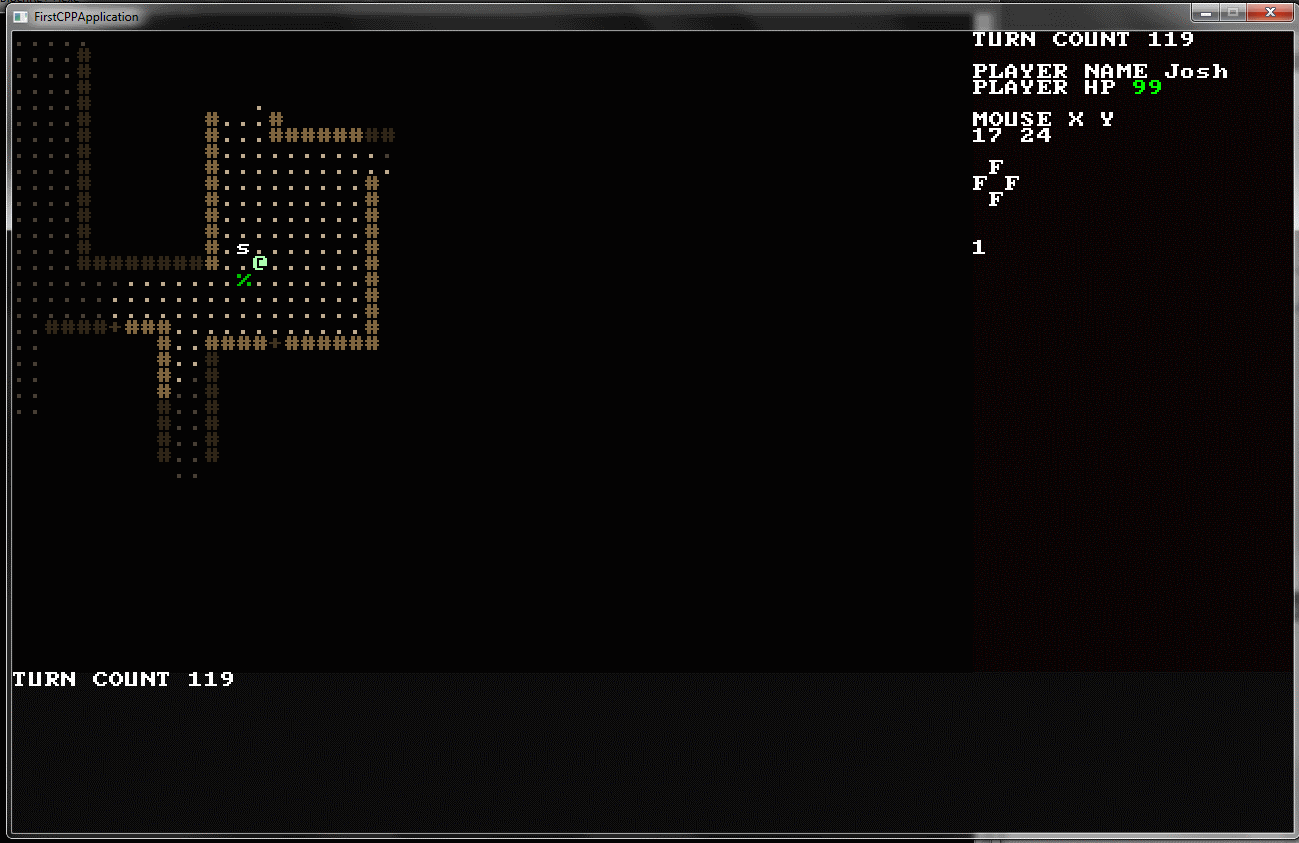 FirstCPPApplication
TURN COUNT 119
PLAYER NAME Josh
PLAYER HP 99
MOUSE X Y
17 24
F
F F
F
1
s
@
%
TURN COUNT 119